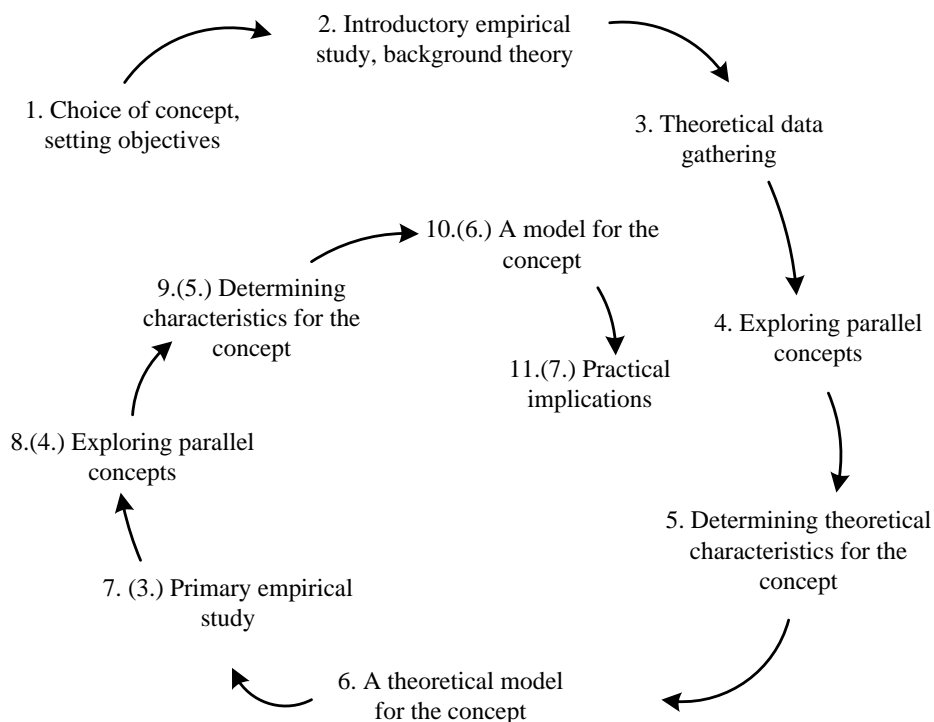 1. Choice of concept,
setting objectives
2. Introductory empirical
study, background theory
3. Theoretical data
gathering
4. Exploring parallel
concepts
5. Determining theoretical
characteristics for the
concept
6. A theoretical model
for the concept
7. (3.) Primary empirical
study
8.(4.) Exploring parallel
concepts
9.(5.) Determining
characteristics for the
concept
10.(6.) A model for the
concept
11.(7.) Practical
implications